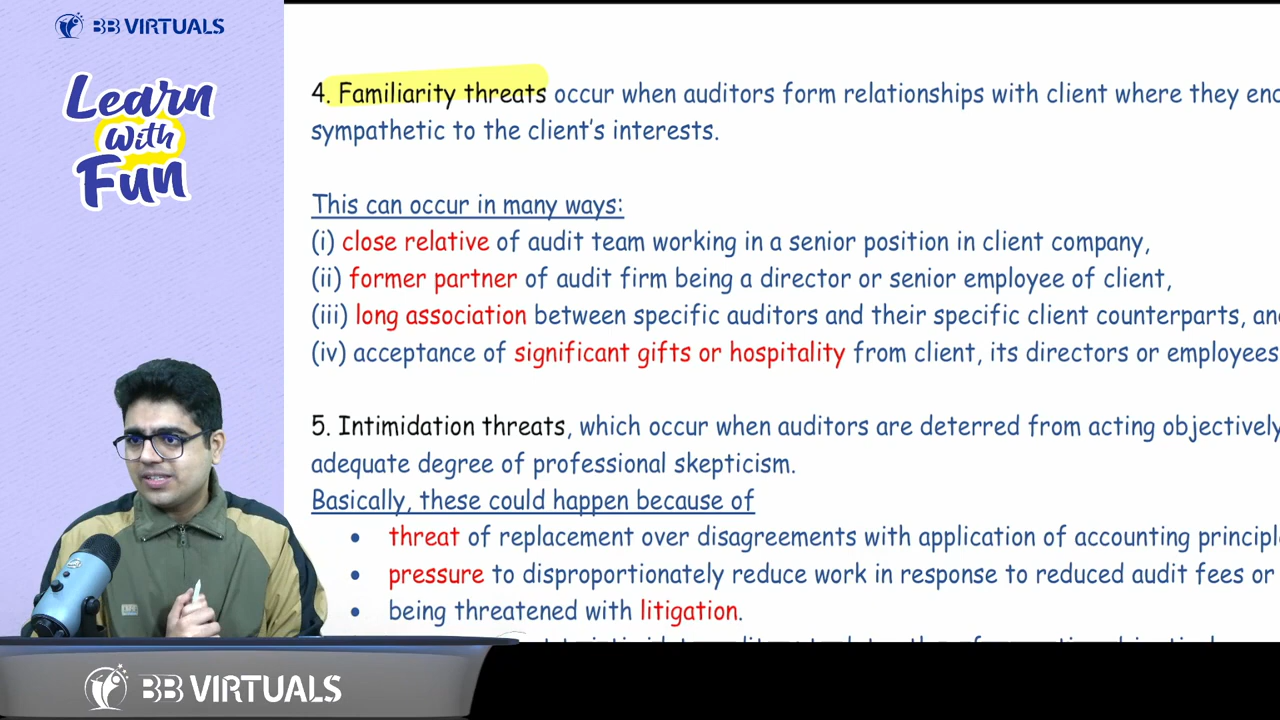 BB VIRTUALS
Learn
with
Fun
4. Familiarity threats occur when auditors form relationships with client where they
sympathetic to the client's interests.
This can occur in many ways:
(i) close relative of audit team working in a senior position in client company,
(ii) former partner of audit firm being a director or senior employee of client,
(iii) long association between specific auditors and their specific client counterparts,
(iv) acceptance of significant gifts or hospitality from client, its directors or employees
5. Intimidation threats, which occur when auditors are deterred from acting objectively
adequate degree of professional skepticism.
Basically, these could happen because of
• threat of replacement over disagreements with application of accounting
• pressure to disproportionately reduce work in response to reduced audit fees or
• being threatened with litigation.
BB VIRTUALS